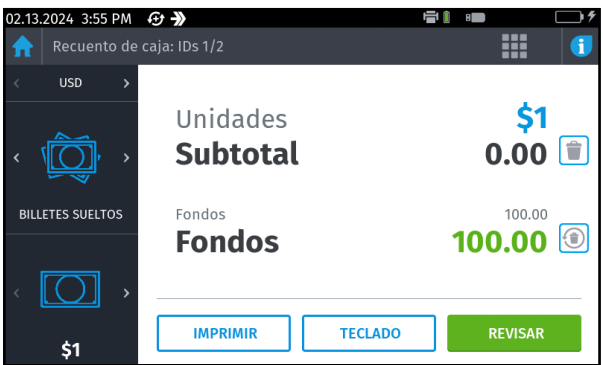 02.13.2024 3:55 PM
Recuento de caja: IDs 1/2
i
< USD >
Unidades $1
Subtotal 0.00
< >
BILLETES SUELTOS
Fondos 100.00
Fondos 100.00
< >
$1
IMPRIMIR TECLADO REVISAR